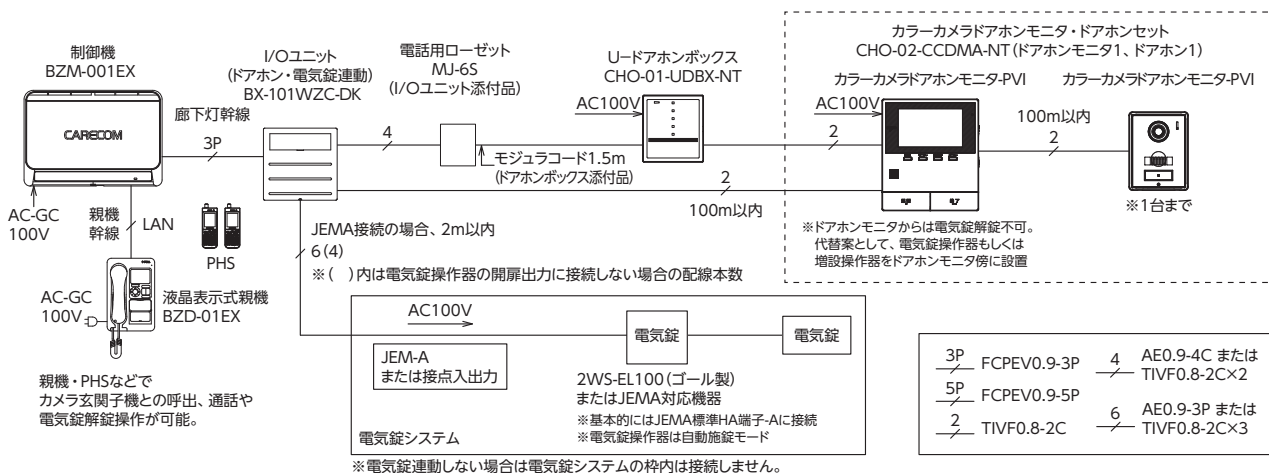 制御機
BZM-001EX
CARECOM
AC-GC
100V
親機
幹線
LAN
廊下灯幹線
3P
I/Oユニット
(ドアホン・電気錠連動)
BX-101WZC-DK
4
電話用ローゼット
MJ-6S
(I/Oユニット添付品)
モジュラコード1.5m
(ドアホンボックス添付品)
Uードアホンボックス
CHO-01-UDBX-NT
AC100V
2
2
100m以内
カラーカメラドアホンモニタ・ドアホンセット
CHO-02-CCDMA-NT(ドアホンモニタ1、ドアホン1)
カラーカメラドアホンモニタ-PVI
カラーカメラドアホンモニタ-PVI
AC100V
100m以内
2
※1台まで
※ドアホンモニタからは電気錠解錠不可。
代替案として、電気錠操作器もしくは
増設操作器をドアホンモニタ傍に設置
PHS
AC-GC
100V
液晶表示式親機
BZD-01EX
親機・PHSなどで
カメラ玄関子機との呼出、通話や
電気錠解錠操作が可能。
JEMA接続の場合、2m以内
6(4)
※( )内は電気錠操作器の開扉出力に接続しない場合の配線本数
AC100V
JEM-A
または接点入出力
電気錠
電気錠
2WS-EL100(ゴール製)
またはJEMA対応機器
※基本的にはJEMA標準HA端子-Aに接続
※電気錠操作器は自動施錠モード
電気錠システム
※電気錠連動しない場合は電気錠システムの枠内は接続しません。
3P FCPEV0.9-3P
5P FCPEV0.9-5P
2 TIVF0.8-2C
4 AE0.9-4C または
TIVF0.8-2C×2
6 AE0.9-3P または
TIVF0.8-2C×3